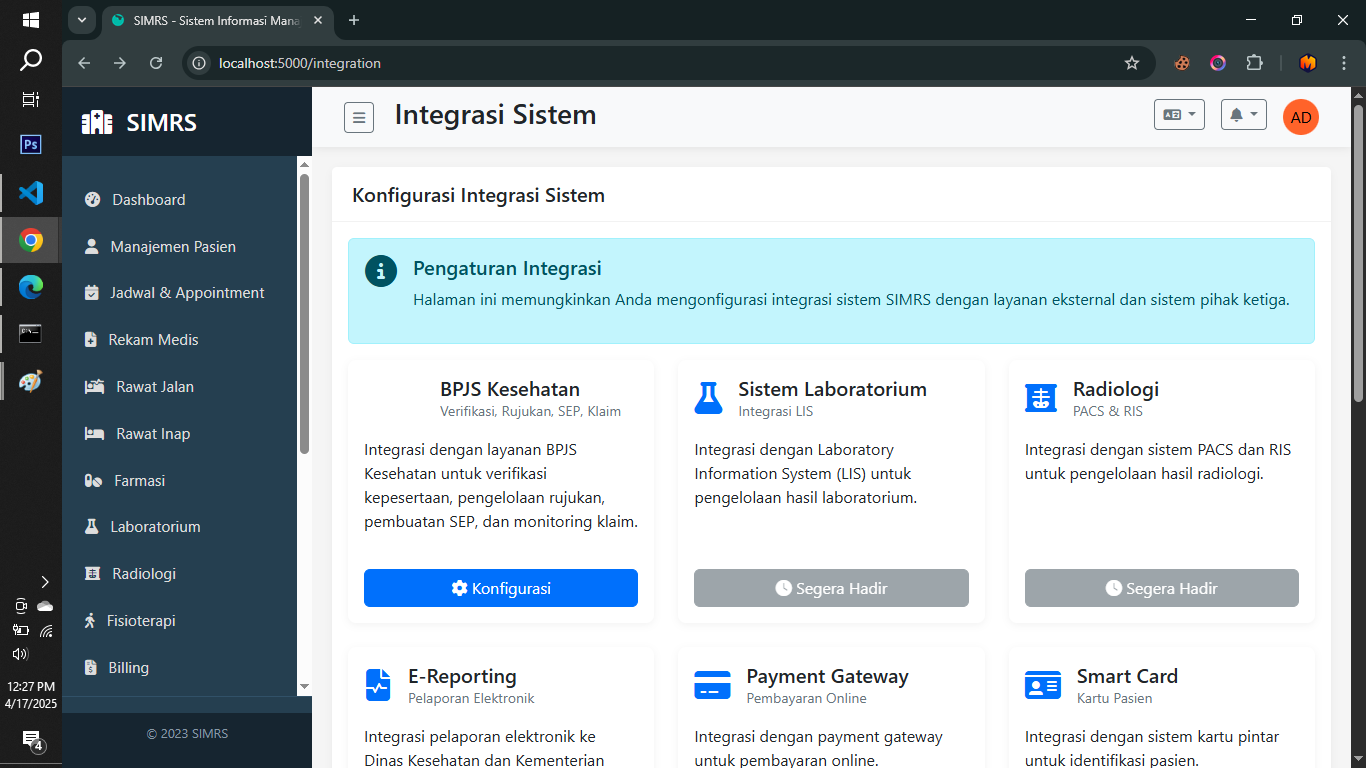 SIMRS - Sistem Informasi Mana
localhost:5000/integration
SIMRS
Integrasi Sistem
AD
Dashboard
Manajemen Pasien
Jadwal & Appointment
Rekam Medis
Rawat Jalan
Rawat Inap
Farmasi
Laboratorium
Radiologi
Fisioterapi
Billing
© 2023 SIMRS
Konfigurasi Integrasi Sistem
Pengaturan Integrasi
Halaman ini memungkinkan Anda mengonfigurasi integrasi sistem SIMRS dengan layanan eksternal dan sistem pihak ketiga.
BPJS Kesehatan
Verifikasi, Rujukan, SEP, Klaim
Integrasi dengan layanan BPJS
Kesehatan untuk verifikasi
kepesertaan, pengelolaan rujukan,
pembuatan SEP, dan monitoring klaim.
Konfigurasi
Sistem Laboratorium
Integrasi LIS
Integrasi dengan Laboratory
Information System (LIS) untuk
pengelolaan hasil laboratorium.
Segera Hadir
Radiologi
PACS & RIS
Integrasi dengan sistem PACS dan RIS
untuk pengelolaan hasil radiologi.
Segera Hadir
E-Reporting
Pelaporan Elektronik
Integrasi pelaporan elektronik ke
Dinas Kesehatan dan Kementerian
Payment Gateway
Pembayaran Online
Integrasi dengan payment gateway
untuk pembayaran online.
Smart Card
Kartu Pasien
Integrasi dengan sistem kartu pintar
untuk identifikasi pasien.
Ps
12:27 PM
4/17/2025
4